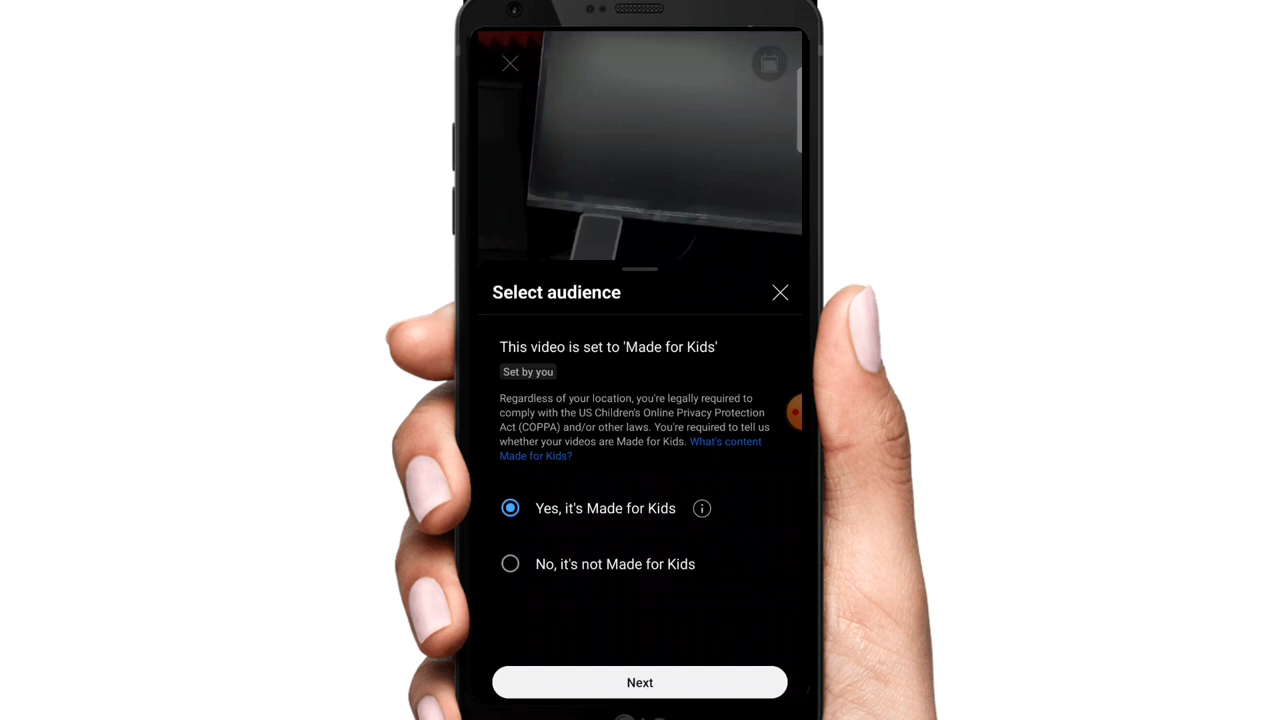 Select audience
This video is set to 'Made for Kids'
Set by you
Regardless of your location, you're legally required to
comply with the US Children's Online Privacy Protection
Act (COPPA) and/or other laws. You're required to tell us
whether your videos are Made for Kids. What's content
Made for Kids?
Yes, it's Made for Kids
No, it's not Made for Kids
Next